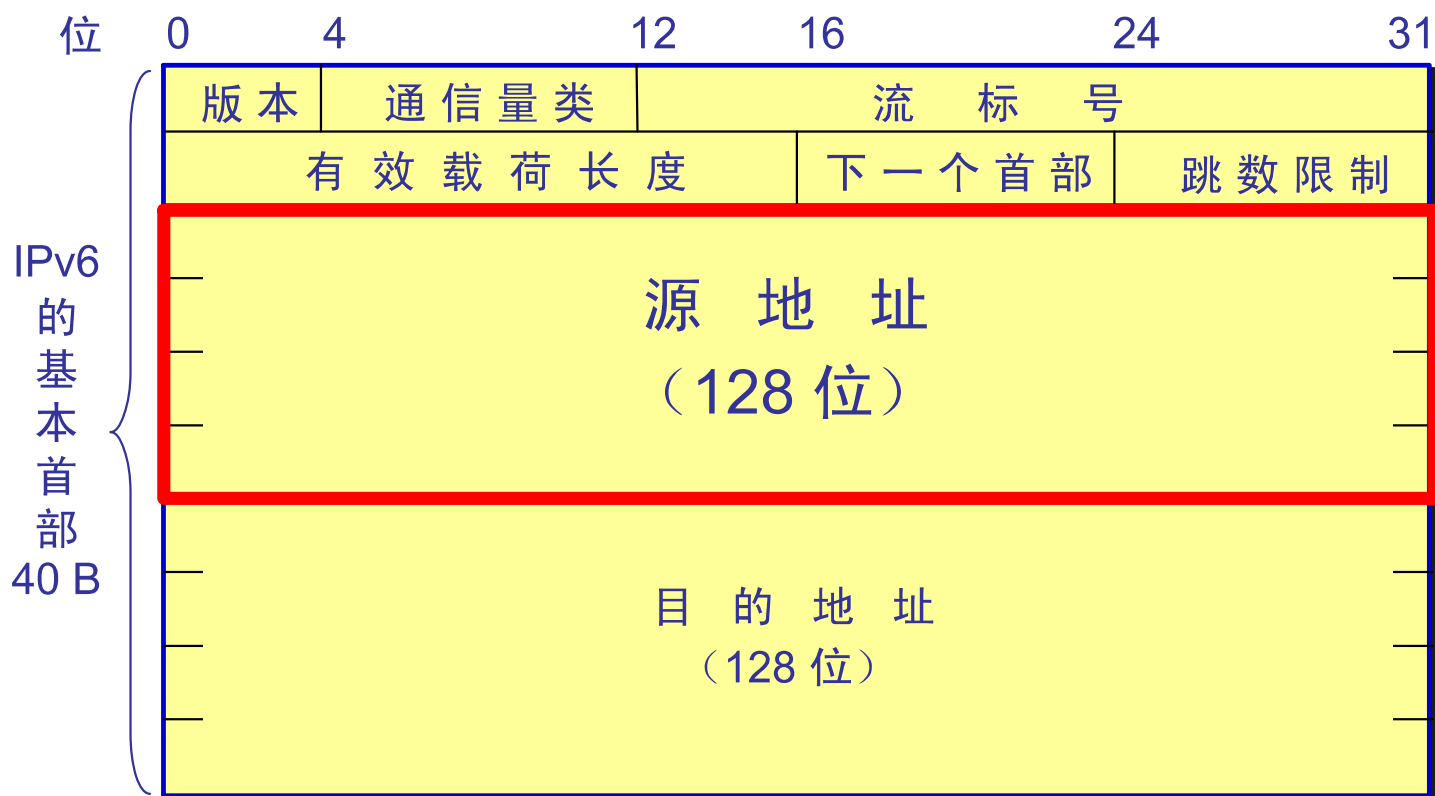 位 0 4 12 16 24 31
版本 通信量类 流标号
有效载荷长度 下一个首部 跳数限制
IPv6
的
基
本
首
部
40 B
源地址
（128 位）
目的地址
（128 位）